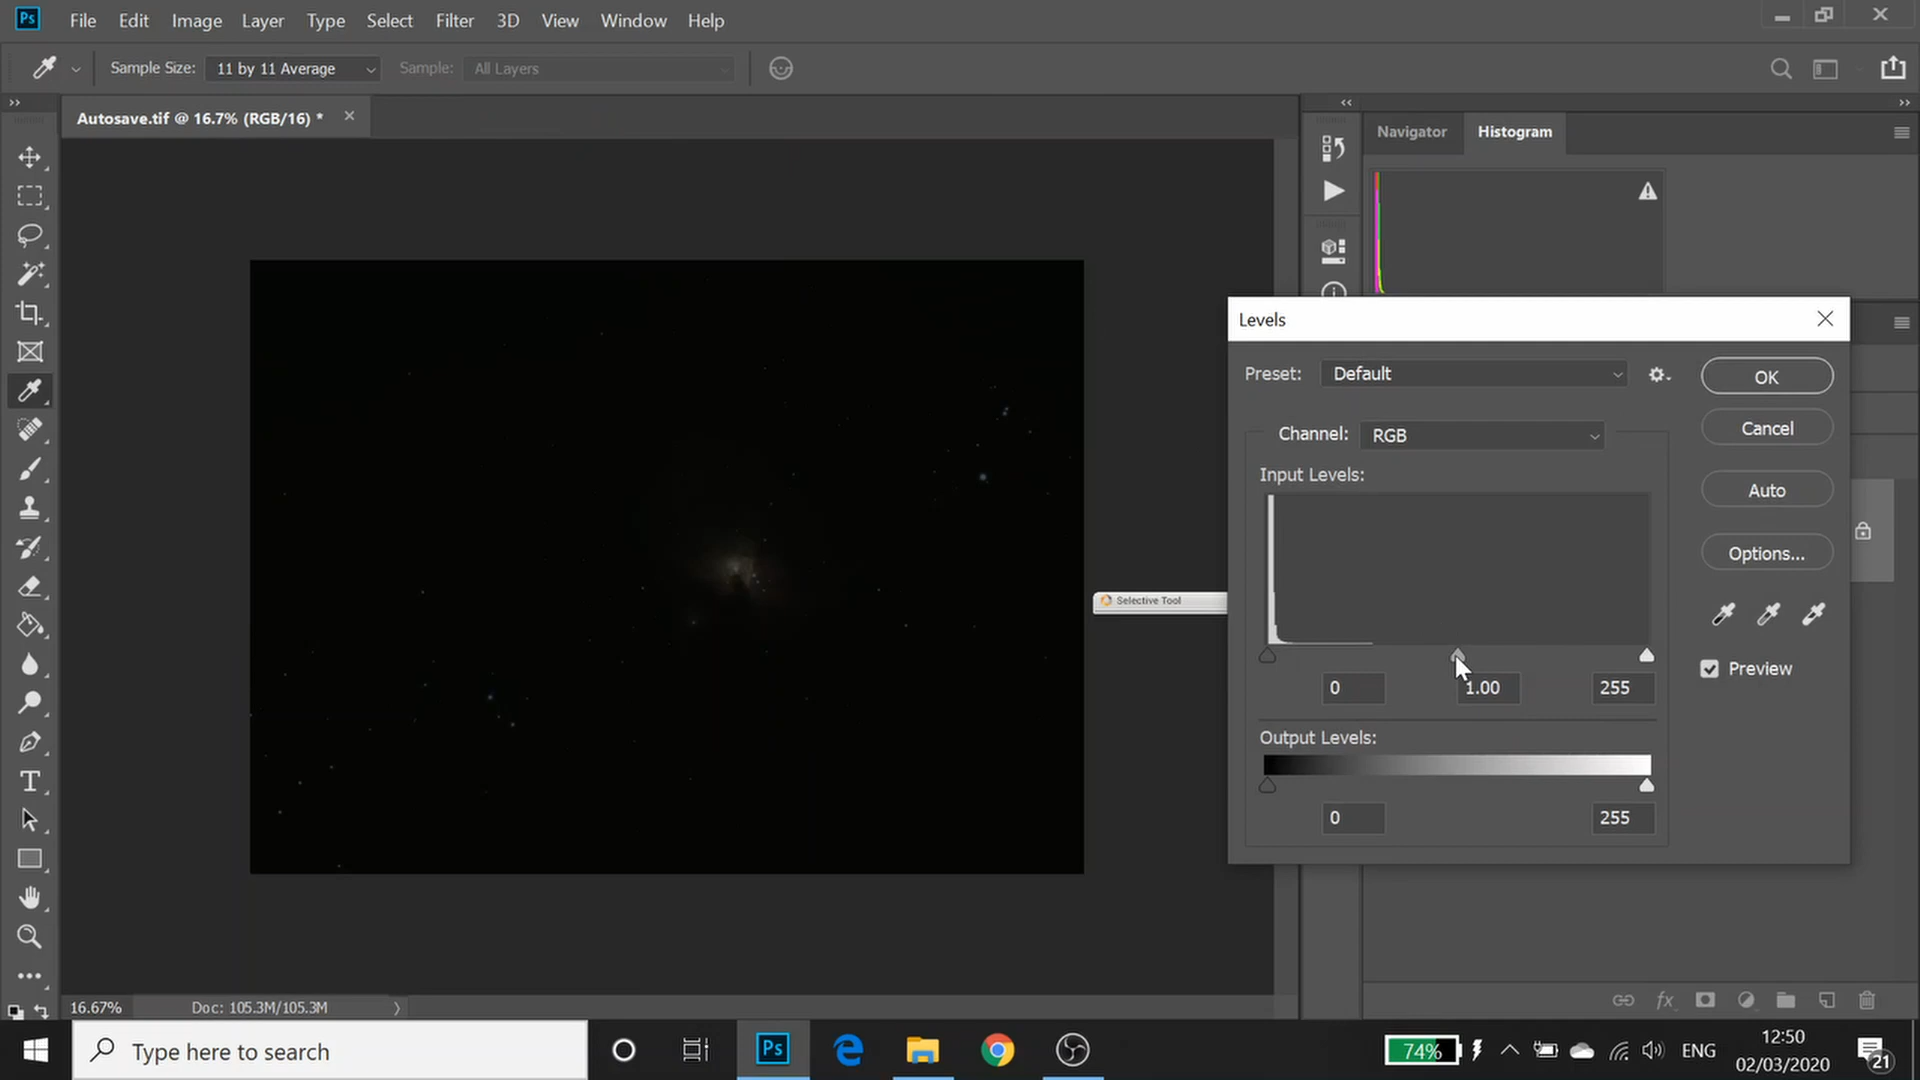 Ps File Edit Image Layer Type Select Filter 3D View Window Help
Sample Size: 11 by 11 Average Sample: All Layers
Autosave.tif @ 16.7% (RGB/16) *
Navigator Histogram
Levels
Preset: Default
OK
Channel: RGB
Cancel
Input Levels:
Auto
Options...
Selective Tool
Preview
0 1.00 255
Output Levels:
0 255
T
fx
16.67% Doc: 105.3M/105.3M
Type here to search
Ps
74%
ENG
12:50
02/03/2020
21